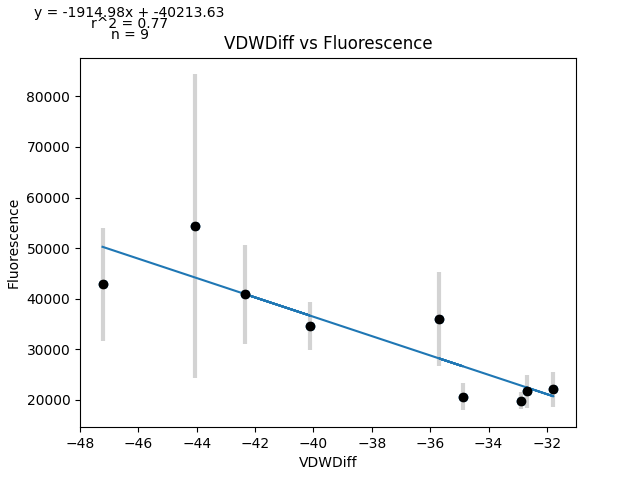 y = -1914.98x + -40213.63
r^2 = 0.77
n = 9
VDWDiff vs Fluorescence
Fluorescence
80000
70000
60000
50000
40000
30000
20000
−48
−46
−44
−42
−40
−38
−36
−34
−32
VDWDiff